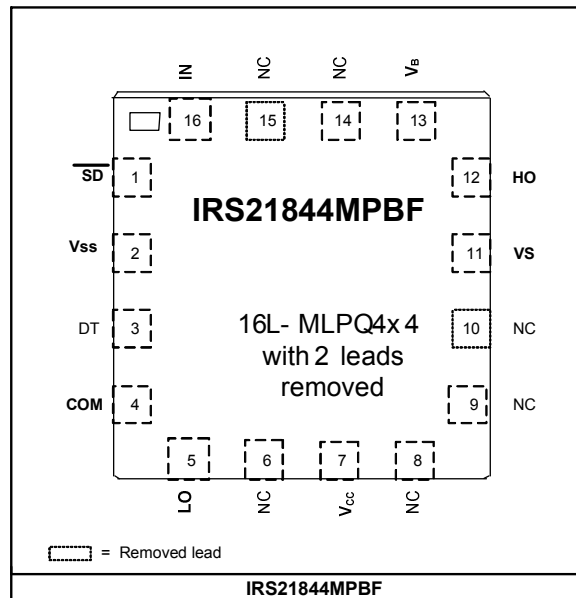 IN NC NC VB
16 15 14 13
SD 1 12 HO
IRS21844MPBF
Vss 2 11 VS
DT 3 16L- MLPQ4x4 10 NC
with 2 leads
removed
COM 4 9 NC
5 6 7 8
LO NC Vcc NC
= Removed lead
IRS21844MPBF